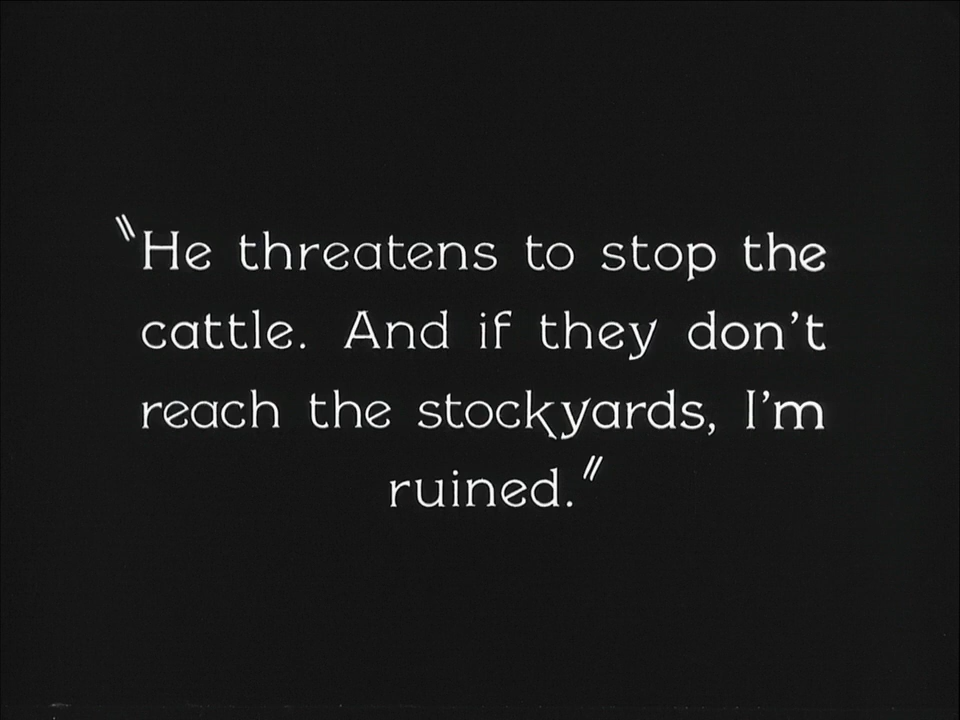 "He threatens to stop the
cattle. And if they don't
reach the stockyards, I'm
ruined."